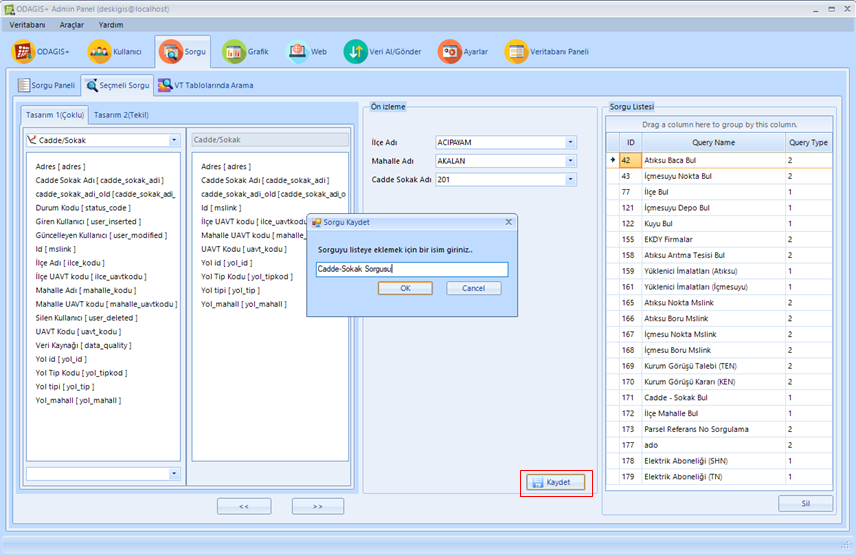 ODAGIS+ Admin Panel (deskigis@localhost)
Veritabanı Araçlar Yardım
ODAGIS+ Kullanıcı Sorgu Grafik Web Veri Al/Gönder Ayarlar Veritabanı Paneli
Sorgu Paneli Seçmeli Sorgu VT Tablolarında Arama
Tasarım 1(Çoklu) Tasarım 2(Tekil)
Cadde/Sokak
Adres [ adres ]
Cadde Sokak Adı [ cadde_sokak_adi ]
cadde_sokak_adi_old [ cadde_sokak_adi_
Durum Kodu [ status_code ]
Giren Kullanıcı [ user_inserted ]
Güncelleyen Kullanıcı [ user_modified ]
Id [ mslink ]
İlçe Adı [ ilce_kodu ]
İlçe UAVT kodu [ ilce_uavtkodu ]
Mahalle Adı [ mahalle_kodu ]
Mahalle UAVT kodu [ mahalle_uavtkodu ]
Silen Kullanıcı [ user_deleted ]
UAVT Kodu [ uavt_kodu ]
Veri Kaynağı [ data_quality ]
Yol id [ yol_id ]
Yol Tip Kodu [ yol_tipkod ]
Yol tipi [ yol_tip ]
Yol_mahall [ yol_mahall ]
Cadde/Sokak
Adres [ adres ]
Cadde Sokak Adı [ cadde_sokak_adi ]
cadde_sokak_adi_old [ cadde_sokak_adi_o
Id [ mslink ]
İlçe UAVT kodu [ ilce_uavtkodu
Mahalle UAVT kodu [ mahalle_u
UAVT Kodu [ uavt_kodu ]
Yol id [ yol_id ]
Yol Tip Kodu [ yol_tipkod ]
Yol tipi [ yol_tip ]
Yol_mahall [ yol_mahall ]
<< >>
Ön izleme
İlçe Adı ACIPAYAM
Mahalle Adı AKALAN
Cadde Sokak Adı 201
Sorgu Kaydet
Sorguyu listeye eklemek için bir isim giriniz..
Cadde-Sokak Sorgusu
OK Cancel
Kaydet
Sorgu Listesi
Drag a column here to group by this column.
ID Query Name Query Type
42 Atıksu Baca Bul 2
43 İçmesuyu Nokta Bul 2
77 İlçe Bul 1
121 İçmesuyu Depo Bul 1
122 Kuyu Bul 1
155 EKDY Firmalar 2
158 Atıksu Arıtma Tesisi Bul 2
159 Yüklenici İmalatları (Atıksu) 1
161 Yüklenici İmalatları (İçmesuyu) 1
165 Atıksu Nokta Mslink 2
166 Atıksu Boru Mslink 2
167 İçmesu Nokta Mslink 2
168 İçmesu Boru Mslink 2
169 Kurum Görüşü Talebi (TEN) 2
170 Kurum Görüşü Kararı (KEN) 2
171 Cadde - Sokak Bul 1
172 İlçe Mahalle Bul 1
173 Parsel Referans No Sorgulama 2
177 ado 2
178 Elektrik Aboneliği (SHN) 1
179 Elektrik Aboneliği (TN) 1
Sil